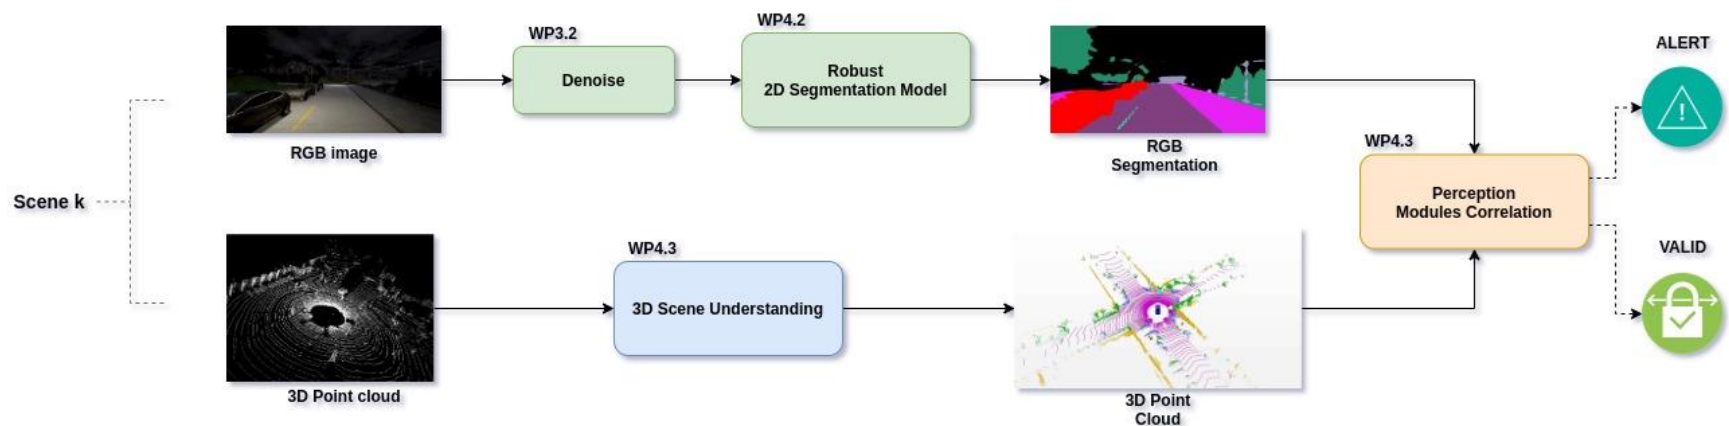 Scene k
RGB image
WP3.2
Denoise
WP4.2
Robust
2D Segmentation Model
RGB
Segmentation
3D Point cloud
WP4.3
3D Scene Understanding
3D Point
Cloud
WP4.3
Perception
Modules Correlation
ALERT
!
VALID